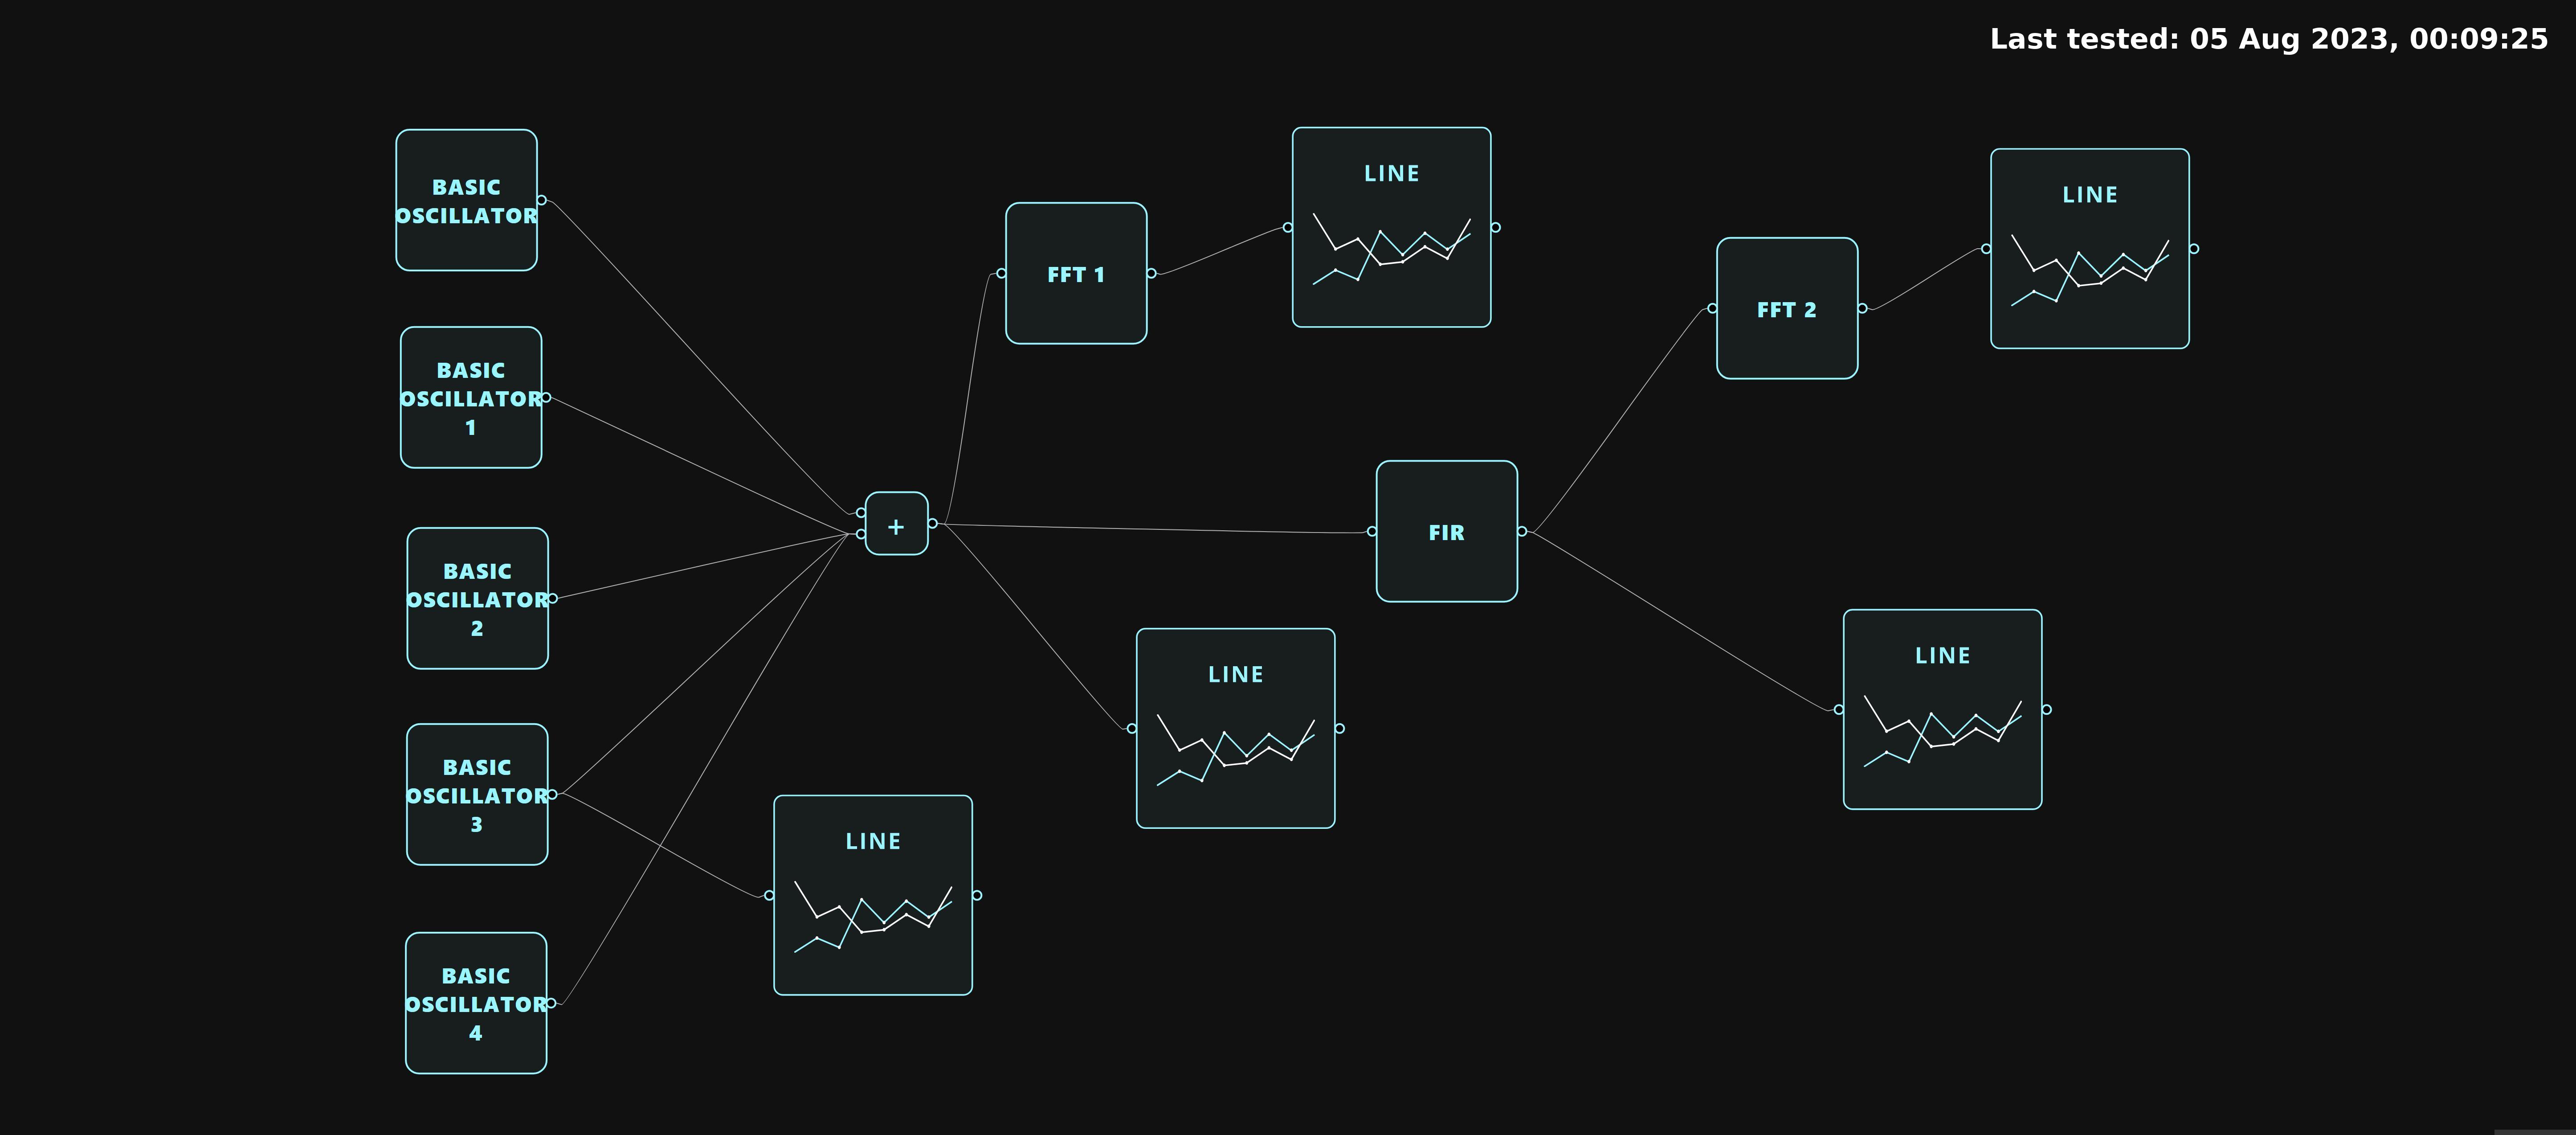 Last tested: 05 Aug 2023, 00:09:25
BASIC
OSCILLATOR
LINE
LINE
FFT 1
FFT 2
BASIC
OSCILLATOR
1
+
FIR
BASIC
OSCILLATOR
2
LINE
LINE
BASIC
OSCILLATOR
3
LINE
BASIC
OSCILLATOR
4